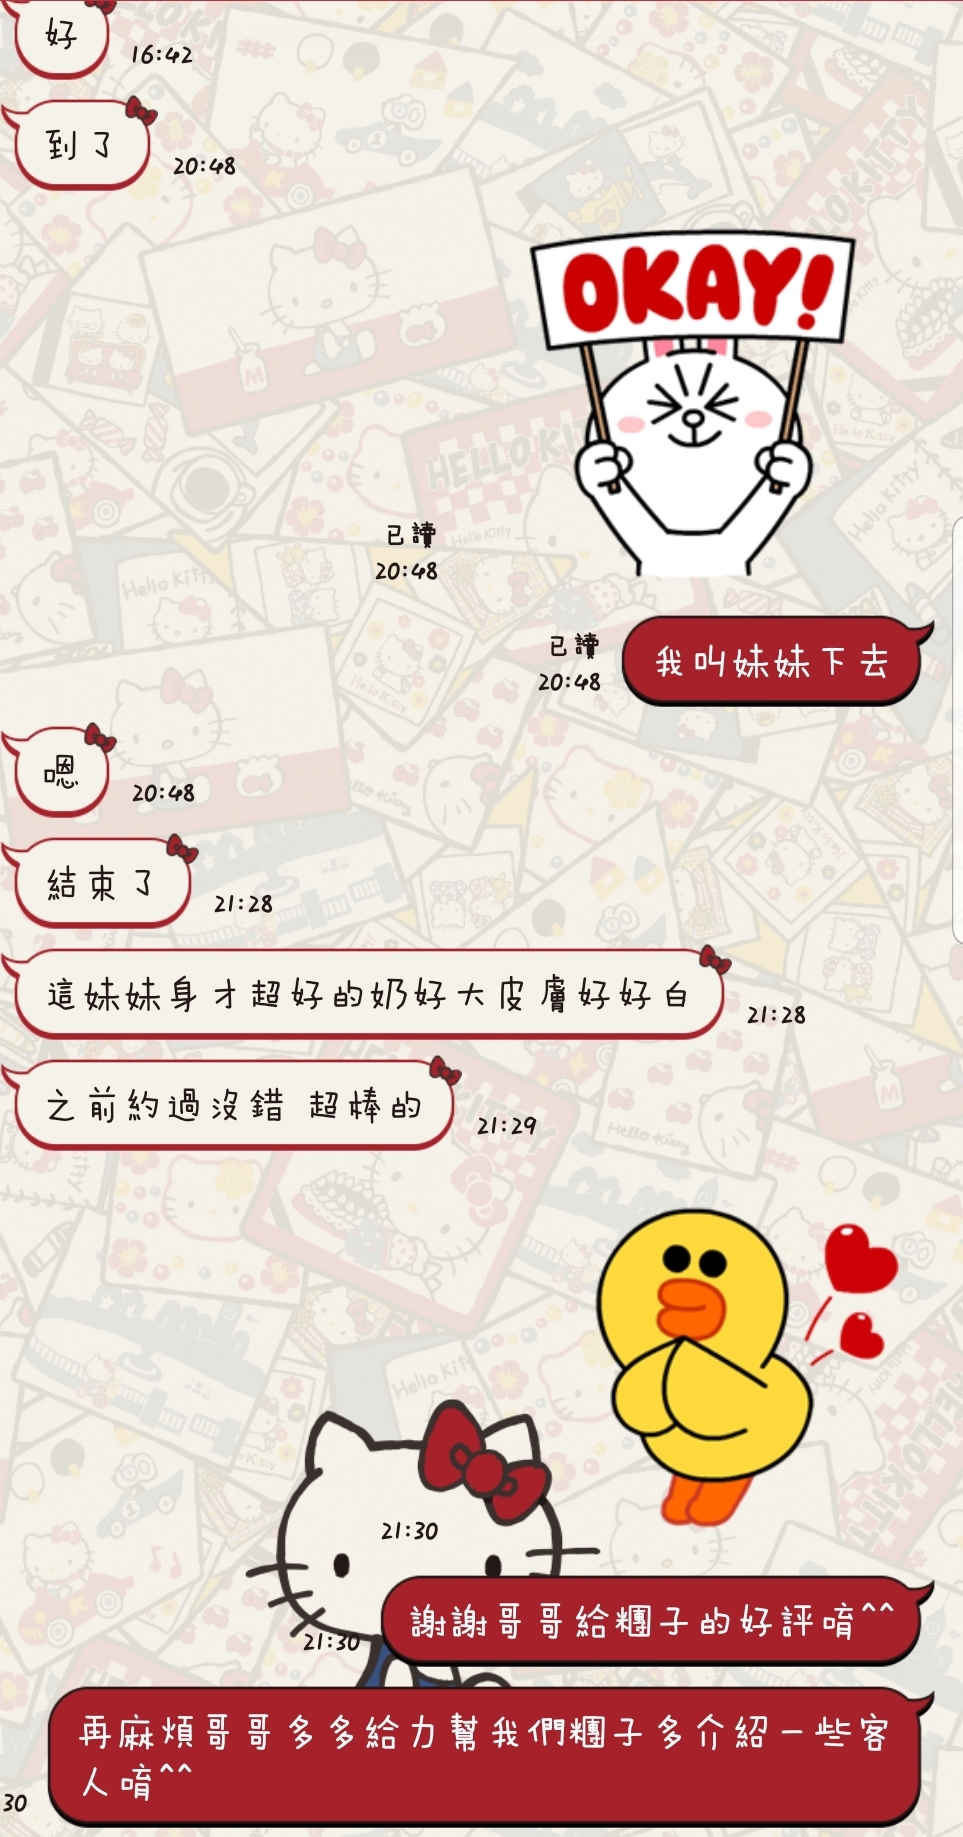 好
16:42
到了
20:48
OKAY!
已讀
20:48
已讀
20:48
我叫妹妹下去
嗯
20:48
結束了
21:28
這妹妹身才超好的奶好大皮膚好好白
21:28
之前約過沒錯 超棒的
21:29
21:30
謝謝哥哥給糰子的好評唷^^
21:30
再麻煩哥哥多多給力幫我們糰子多介紹一些客
人唷^^
30